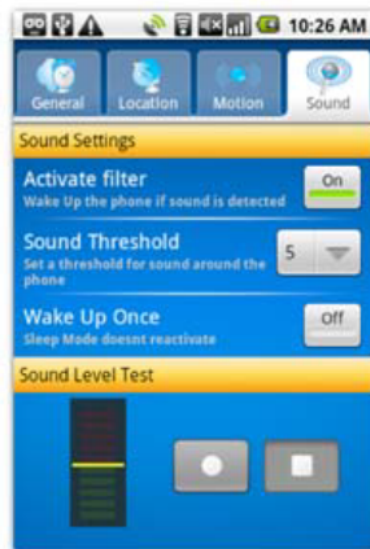 10:26 AM
General Location Motion Sound
Sound Settings
Activate filter
On
Wake Up the phone if sound is detected
Sound Threshold
5
Set a threshold for sound around the
phone
Wake Up Once
Off
Sleep Mode doesnt reactivate
Sound Level Test